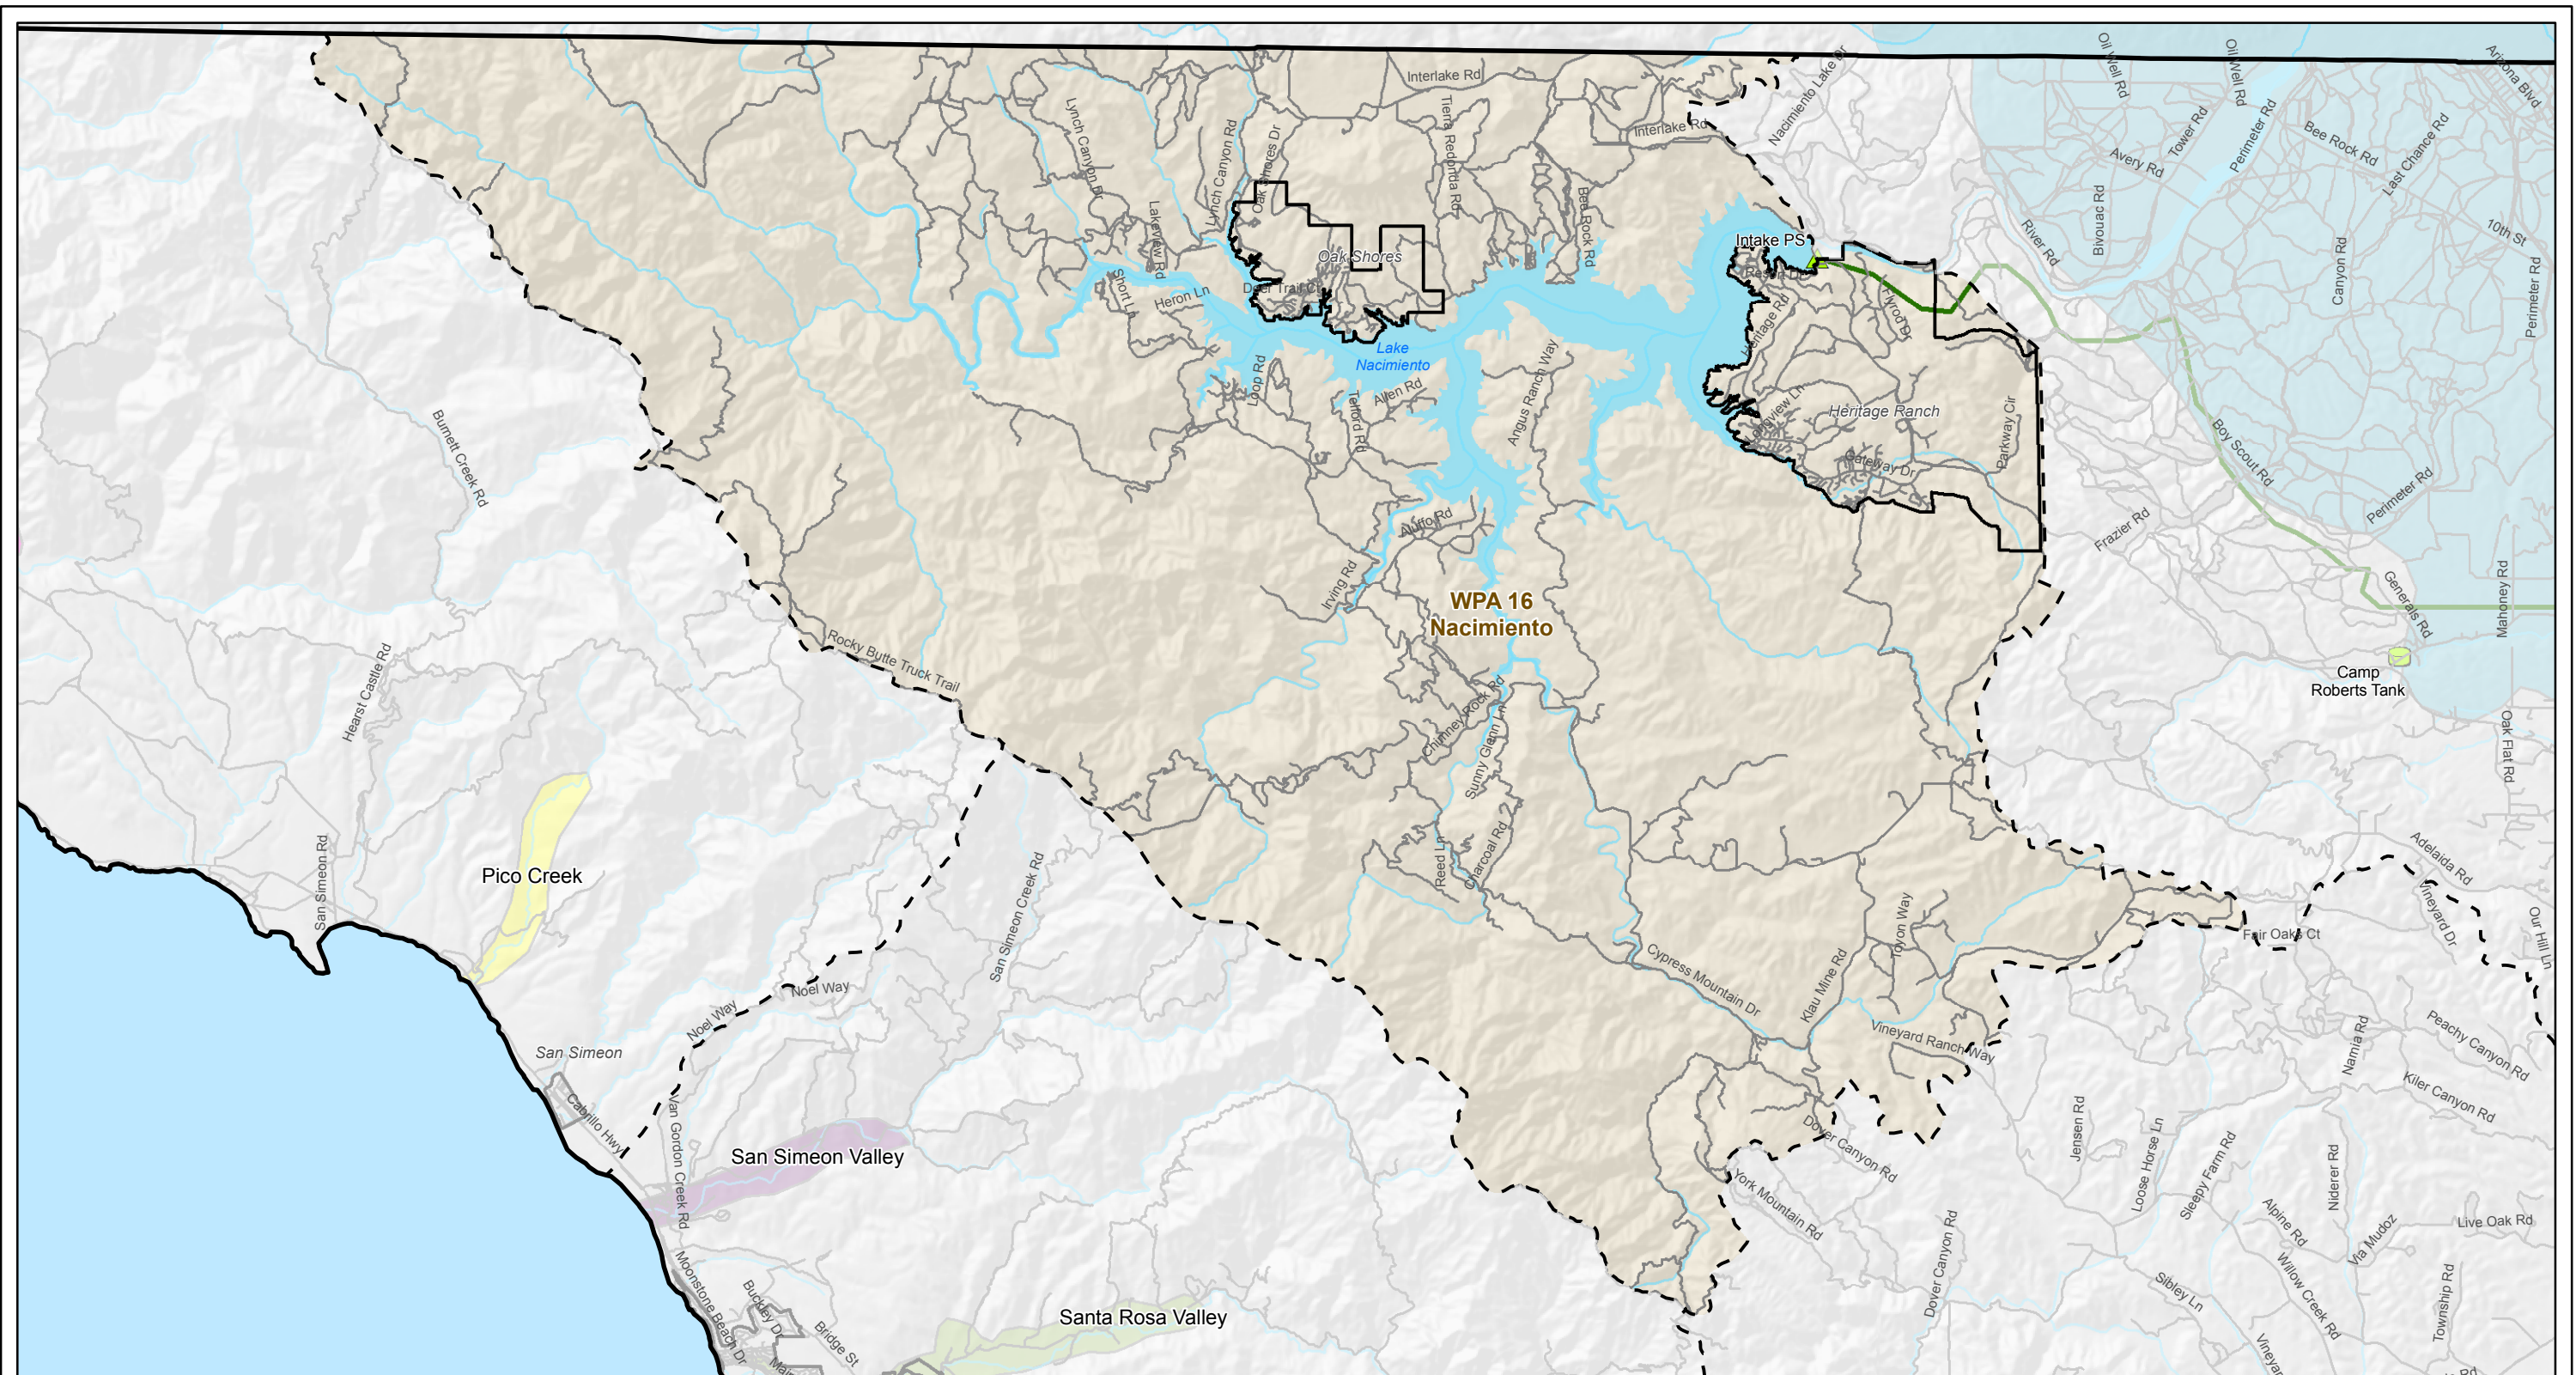 Interlake Rd
Nacimiento Lake Dr
Oil Well Rd
Oil Well Rd
Arizona Blvd
Lynch Canyon Dr
Lynch Canyon Rd
Oak Shores Dr
Tierra Redonda Rd
Interlake Rd
Tower Rd
Perimeter Rd
Bee Rock Rd
Last Chance Rd
Avery Rd
Lakeview Rd
Bee Rock Rd
Bivouac Rd
River Rd
10th St
Canyon Rd
Perimeter Rd
Intake PS
Oak Shores
Short Ln
Heron Ln
Deer Trail Ct
Heritage Rd
Flyrod Dr
Lake
Nacimiento
Loop Rd
Allen Rd
Telford Rd
Angus Ranch Way
Longview Ln
Heritage Ranch
Parkway Cir
Gateway Dr
Burnett Creek Rd
Boy Scout Rd
Perimeter Rd
Frazier Rd
Aluffo Rd
Irving Rd
WPA 16
Nacimiento
Generals Rd
Mahoney Rd
Rocky Butte Truck Trail
Hearst Castle Rd
Camp
Roberts Tank
Oak Flat Rd
Chimney Rock Rd
Sunny Glenn Ln
Reed Ln
Charcoal Rd
Pico Creek
San Simeon Rd
San Simeon Creek Rd
Adelaida Rd
Vineyard Dr
Our Hill Ln
Fair Oaks Ct
Toyon Way
Cypress Mountain Dr
Klau Mine Rd
Vineyard Ranch Way
Noel Way
Noel Way
San Simeon
Cabrillo Hwy
Van Gordon Creek Rd
San Simeon Valley
Namia Rd
Peachy Canyon Rd
Kiler Canyon Rd
Jensen Rd
Loose Horse Ln
Sleepy Farm Rd
Niderer Rd
Alpine Rd
Via Mudoz
Live Oak Rd
Dover Canyon Rd
York Mountain Rd
Dover Canyon Rd
Sibley Ln
Willow Creek Rd
Township Rd
Moonstone Beach Dr
Buckley Dr
Bridge St
Santa Rosa Valley